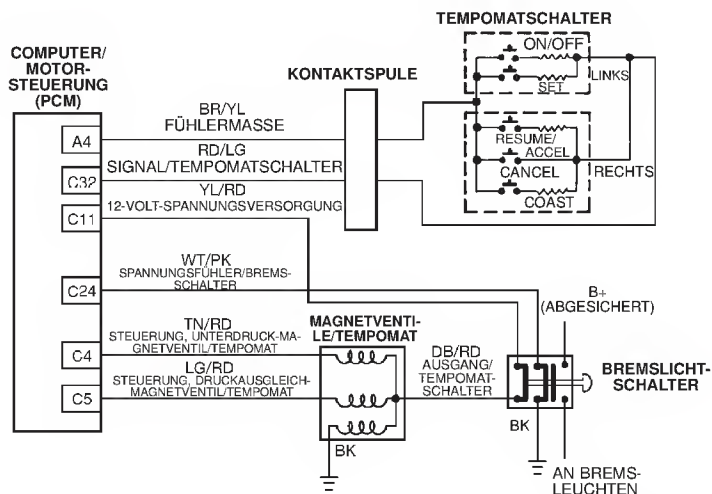 TEMPOMATSCHALTER
COMPUTER/
MOTOR-
STEUERUNG
(PCM)
KONTAKTSPULE
ON/OFF
SET
LINKS
RESUME/
ACCEL
CANCEL
COAST
RECHTS
A4
BR/YL
FÜHLERMASSE
C32
RD/LG
SIGNAL/TEMPOMATSCHALTER
C11
YL/RD
12-VOLT-SPANNUNGSVERSORGUNG
C24
WT/PK
SPANNUNGSFÜHLER/BREMS-
SCHALTER
C4
TN/RD
STEUERUNG, UNTERDRUCK-MA-
GNETVENTIL/TEMPOMAT
C5
LG/RD
STEUERUNG, DRUCKAUSGLEICH-
MAGNETVENTIL/TEMPOMAT
MAGNETVENTI-
LE/TEMPOMAT
BK
DB/RD
AUSGANG/
TEMPOMAT-
SCHALTER
B+
(ABGESICHERT)
BREMSLICHT-
SCHALTER
BK
AN BREMS-
LEUCHTEN